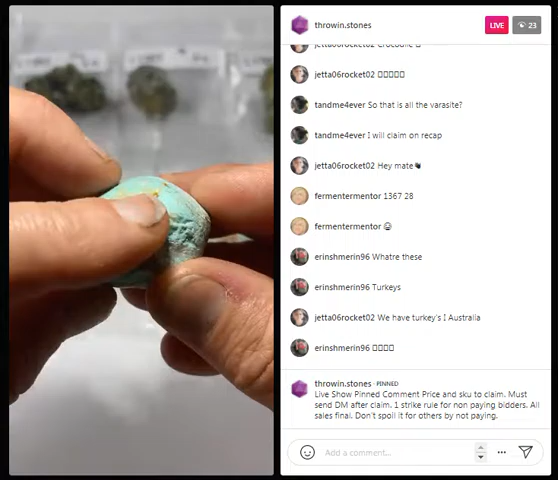 throwin.stones
LIVE
23
jetta06rocket02 Crocodile
jetta06rocket02
tandme4ever So that is all the varasite?
tandme4ever I will claim on recap
jetta06rocket02 Hey mate
fermentermentor 1367 28
fermentermentor
erinshmerin96 Whatre these
erinshmerin96 Turkeys
jetta06rocket02 We have turkey's I Australia
erinshmerin96
throwin.stones · PINNED
Live Show Pinned Comment Price and sku to claim. Must
send DM after claim. 1 strike rule for non paying bidders. All
sales final. Don't spoil it for others by not paying.
Add a comment...